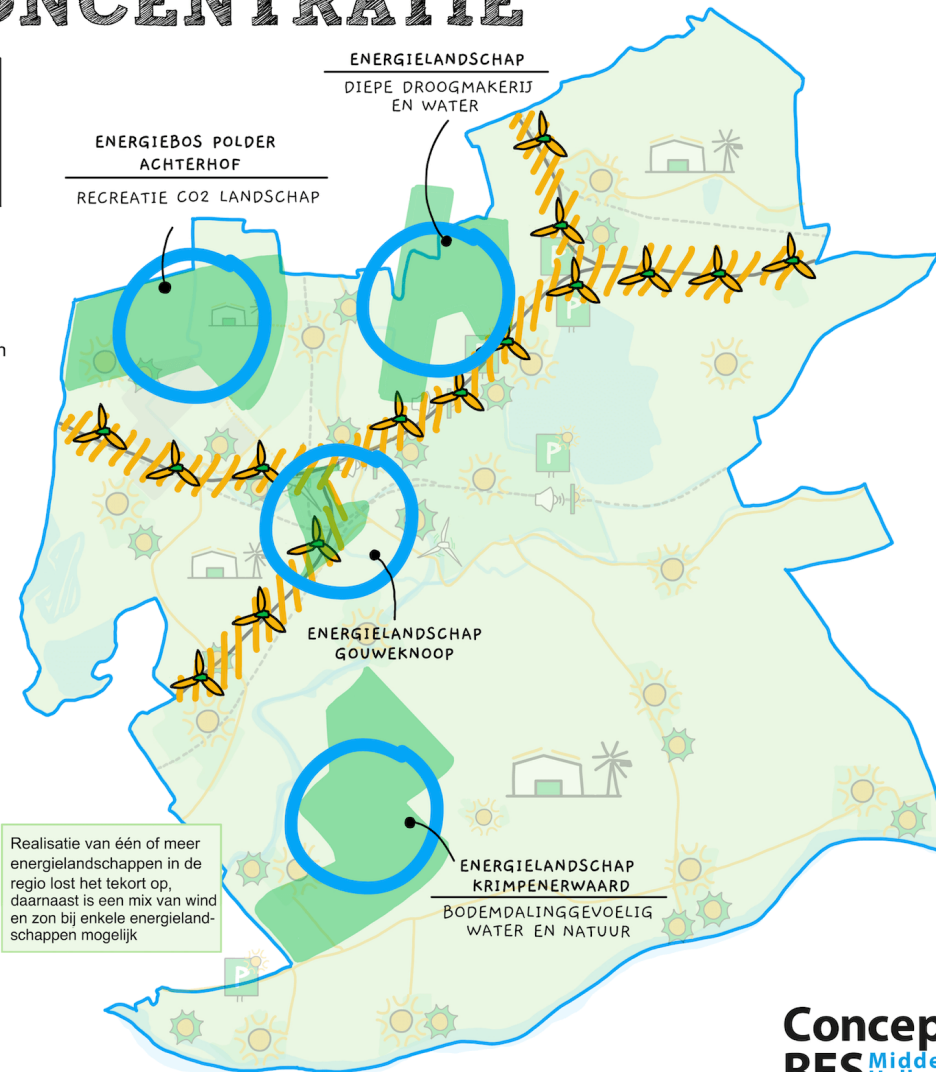 ENERGIELANDSCHAP
DIEPE DROOGMAKERIJ
EN WATER
ENERGIEBOS POLDER
ACHTERHOF
RECREATIE CO2 LANDSCHAP
P
P
ENERGIELANDSCHAP
GOUWEKNOOP
Realisatie van één of meer
energielandschappen in de
regio lost het tekort op,
daarnaast is een mix van wind
en zon bij enkele energieland-
schappen mogelijk
ENERGIELANDSCHAP
KRIMPENERWAARD
BODEMDALINGGEVOELIG
WATER EN NATUUR
P
Concep
RES Midde